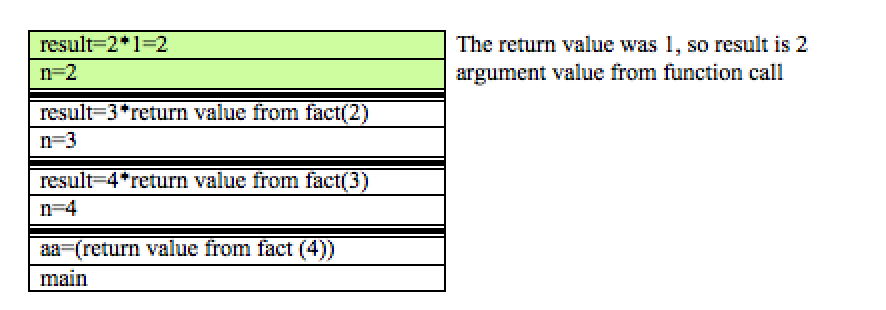 result=2*1=2 The return value was 1, so result is 2
n=2 argument value from function call
result=3*return value from fact(2)
n=3
result=4*return value from fact(3)
n=4
aa=(return value from fact (4))
main